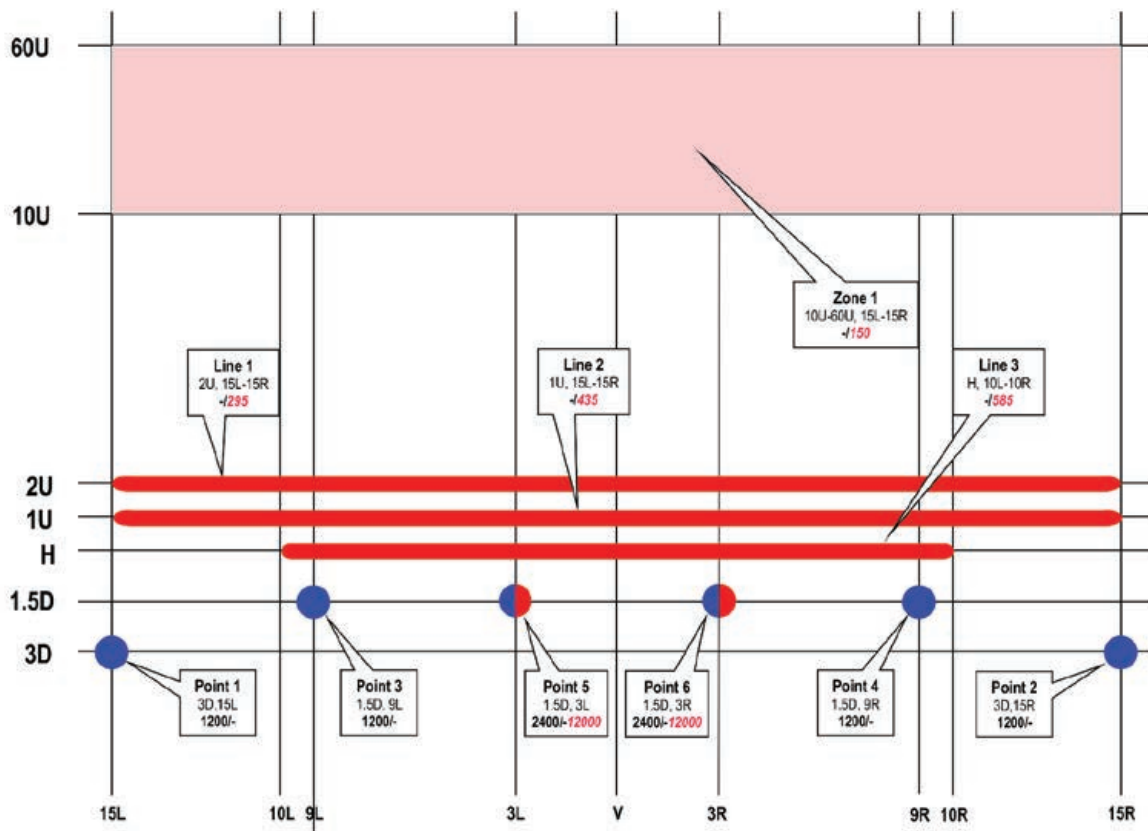 60U
10U
Zone 1
10U-60U, 15L-15R
-/150
Line 1
2U, 15L-15R
-/295
Line 2
1U, 15L-15R
-/435
Line 3
H, 10L-10R
-/585
2U
1U
H
1.5D
3D
Point 1
3D,15L
1200/-
Point 3
1.5D, 9L
1200/-
Point 5
1.5D, 3L
2400/-12000
Point 6
1.5D, 3R
2400/-12000
Point 4
1.5D, 9R
1200/-
Point 2
3D,15R
1200/-
15L 10L 9L 3L V 3R 9R 10R 15R